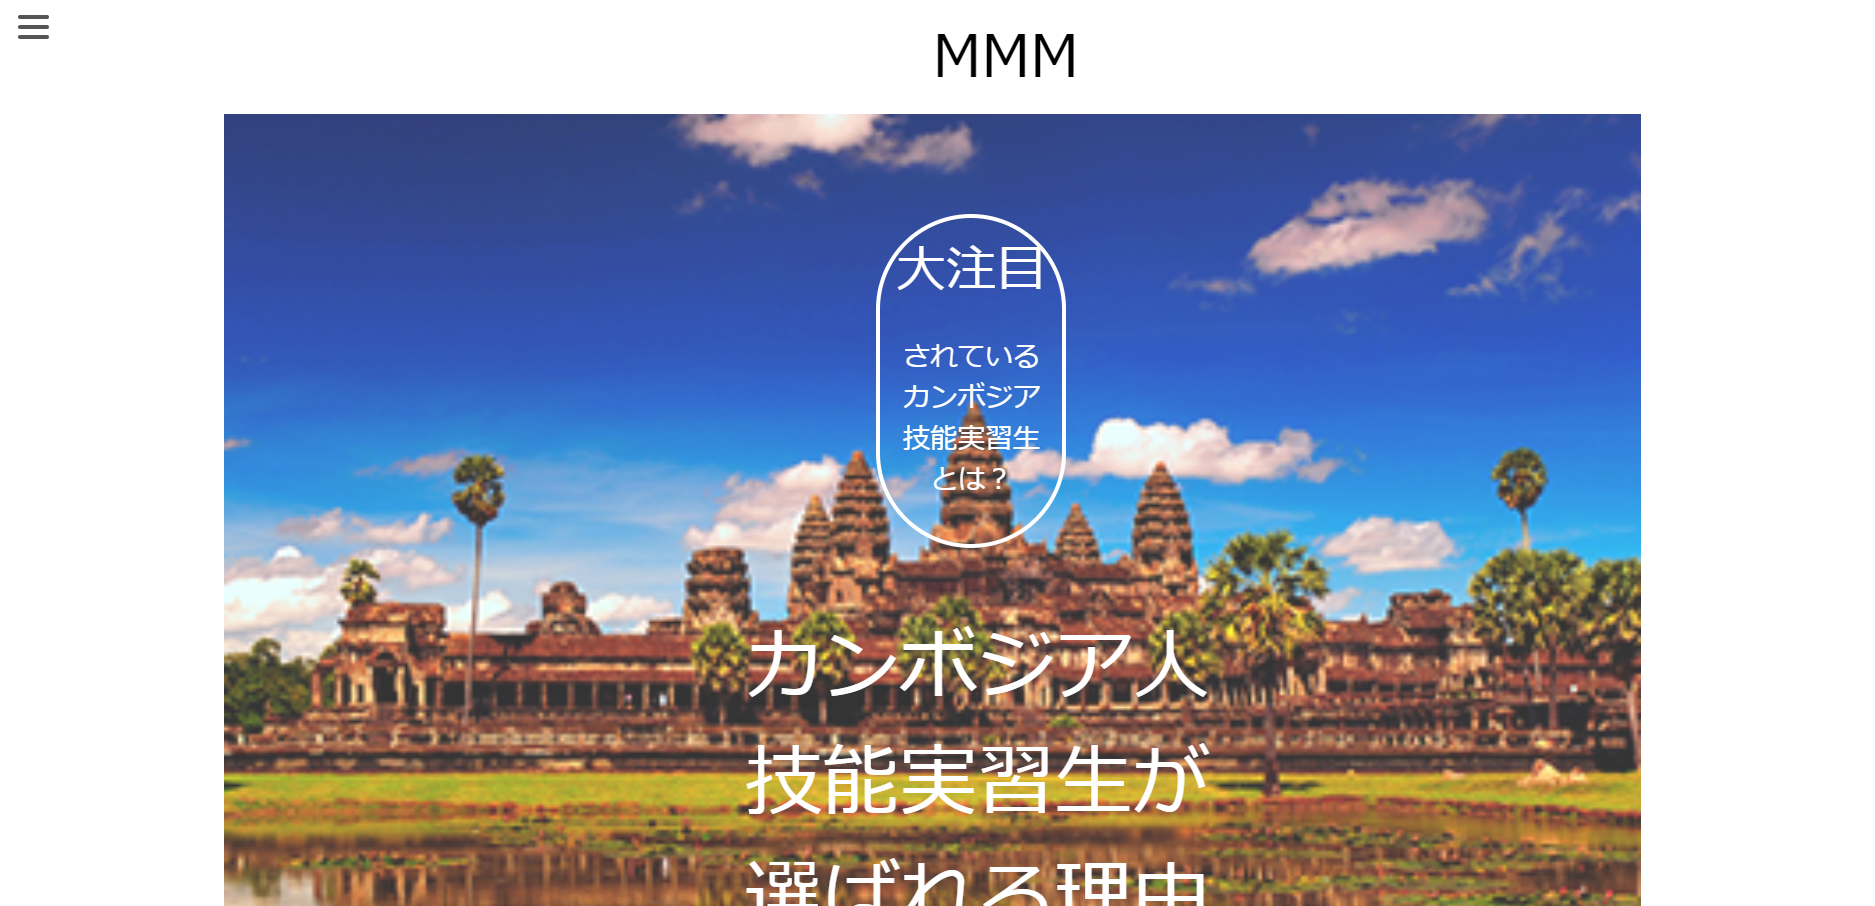 MMM
大注目
されている
カンボジア
技能実習生
とは？
カンボジア人
技能実習生が
選ばれる理由